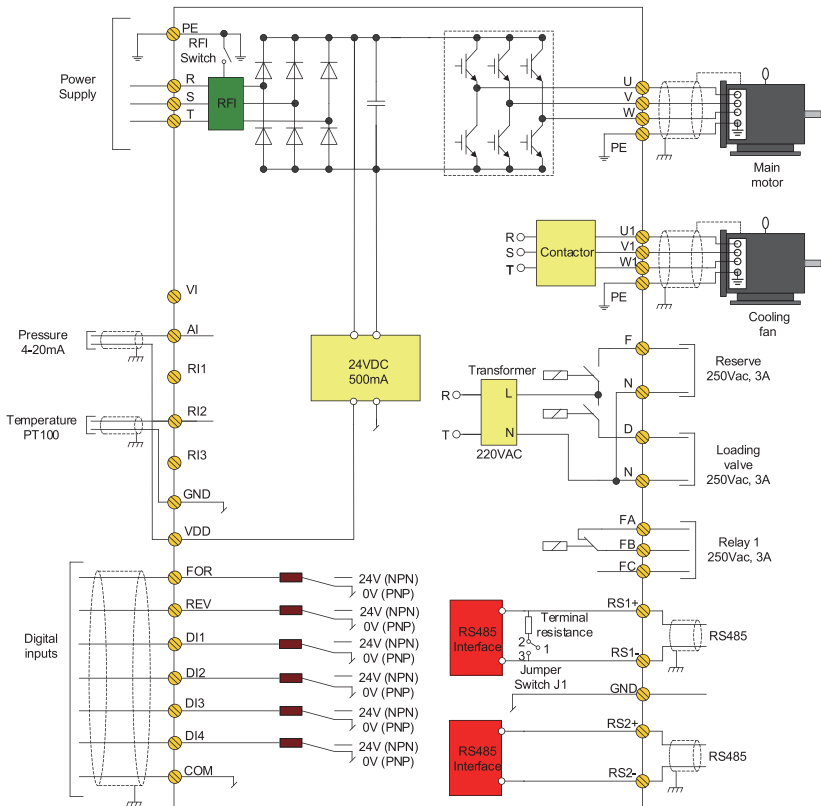 PE
RFI
Switch
Power
Supply
R
S
T
RFI
U
V
W
PE
Main
motor
R
S
T
Contactor
U1
V1
W1
PE
Cooling
fan
VI
Pressure
4-20mA
AI
RI1
Temperature
PT100
RI2
RI3
GND
VDD
24VDC
500mA
Transformer
R
T
L
N
220VAC
F
N
Reserve
250Vac, 3A
D
N
Loading
valve
250Vac, 3A
FA
FB
FC
Relay 1
250Vac, 3A
Digital
inputs
FOR
24V (NPN)
0V (PNP)
REV
24V (NPN)
0V (PNP)
DI1
24V (NPN)
0V (PNP)
DI2
24V (NPN)
0V (PNP)
DI3
24V (NPN)
0V (PNP)
DI4
24V (NPN)
0V (PNP)
COM
RS485
Interface
Terminal
resistance
2
1
3
Jumper
Switch J1
RS1+
RS1-
RS485
GND
RS485
Interface
RS2+
RS2-
RS485